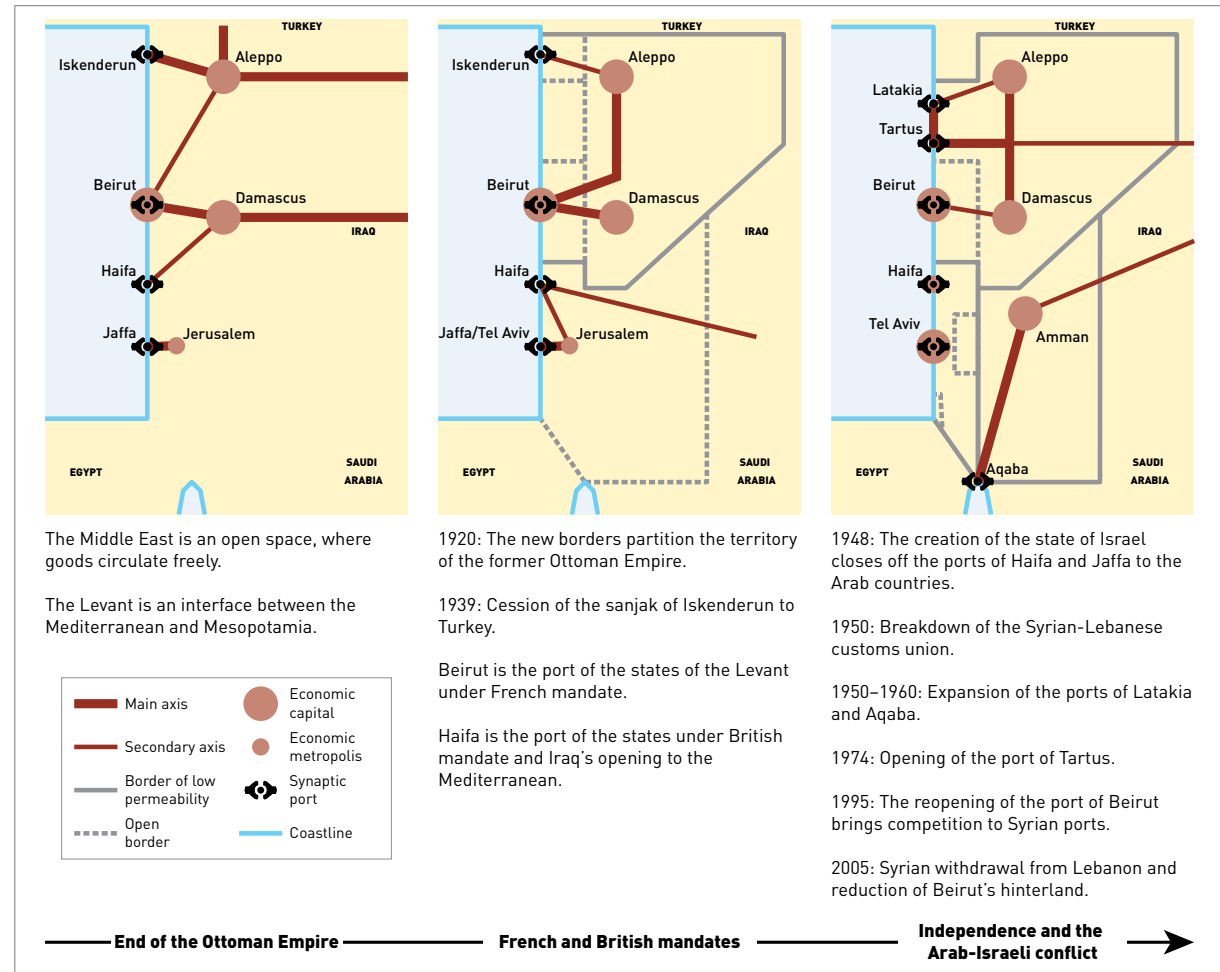 TURKEY
Iskenderun
Aleppo
Beirut
Damascus
IRAQ
Haifa
Jaffa
Jerusalem
EGYPT
SAUDI
ARABIA
The Middle East is an open space, where
goods circulate freely.
The Levant is an interface between the
Mediterranean and Mesopotamia.
Main axis
Secondary axis
Border of low
permeability
Open
border
Economic
capital
Economic
metropolis
Synaptic
port
Coastline
TURKEY
Iskenderun
Aleppo
Beirut
Damascus
IRAQ
Haifa
Jaffa/Tel Aviv
Jerusalem
EGYPT
SAUDI
ARABIA
1920: The new borders partition the territory
of the former Ottoman Empire.
1939: Cession of the sanjak of Iskenderun to
Turkey.
Beirut is the port of the states of the Levant
under French mandate.
Haifa is the port of the states under British
mandate and Iraq’s opening to the
Mediterranean.
TURKEY
Aleppo
Latakia
Tartus
Beirut
Damascus
IRAQ
Haifa
Tel Aviv
Amman
EGYPT
Aqaba
SAUDI
ARABIA
1948: The creation of the state of Israel
closes off the ports of Haifa and Jaffa to the
Arab countries.
1950: Breakdown of the Syrian-Lebanese
customs union.
1950–1960: Expansion of the ports of Latakia
and Aqaba.
1974: Opening of the port of Tartus.
1995: The reopening of the port of Beirut
brings competition to Syrian ports.
2005: Syrian withdrawal from Lebanon and
reduction of Beirut’s hinterland.
End of the Ottoman Empire
French and British mandates
Independence and the
Arab-Israeli conflict